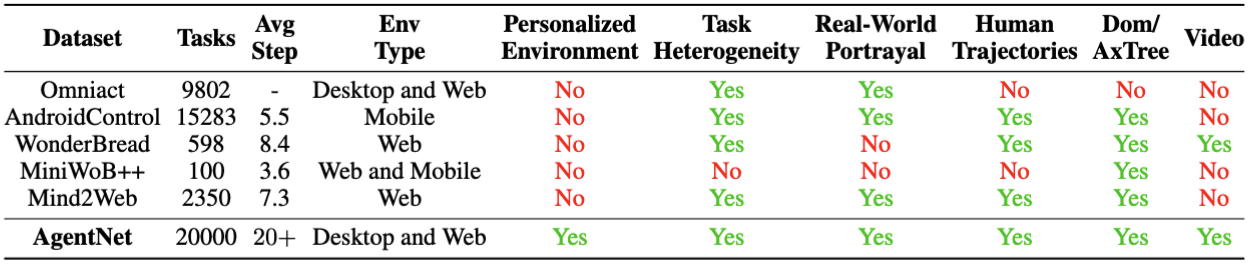 Dataset Tasks Avg Step Env Type Personalized Environment Task Heterogeneity Real-World Portrayal Human Trajectories Dom/ AxTree Video
Omniact 9802 - Desktop and Web No Yes Yes No No No
AndroidControl 15283 5.5 Mobile No Yes Yes Yes Yes No
WonderBread 598 8.4 Web No Yes No Yes Yes Yes
MiniWoB++ 100 3.6 Web and Mobile No No No No Yes No
Mind2Web 2350 7.3 Web No Yes Yes Yes Yes No
AgentNet 20000 20+ Desktop and Web Yes Yes Yes Yes Yes Yes